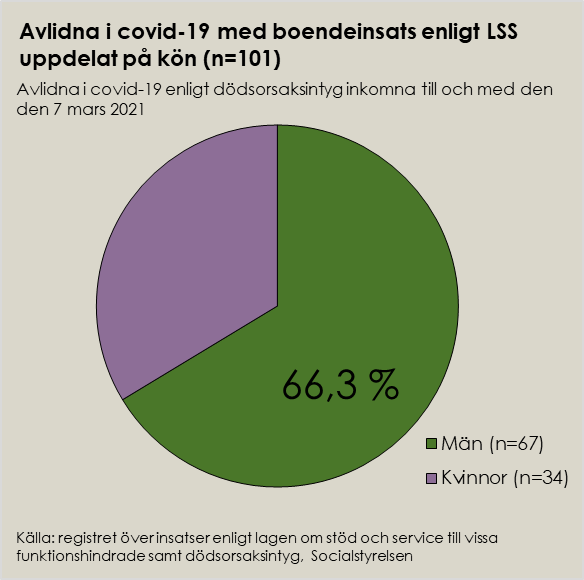 Avlidna i covid-19 med boendeinsats enligt LSS
uppdelat på kön (n=101)
Avlidna i covid-19 enligt dödsorsaksintyg inkomna till och med den
den 7 mars 2021
66,3 %
Män (n=67)
Kvinnor (n=34)
Källa: registret över insatser enligt lagen om stöd och service till vissa
funktionshindrade samt dödsorsaksintyg, Socialstyrelsen